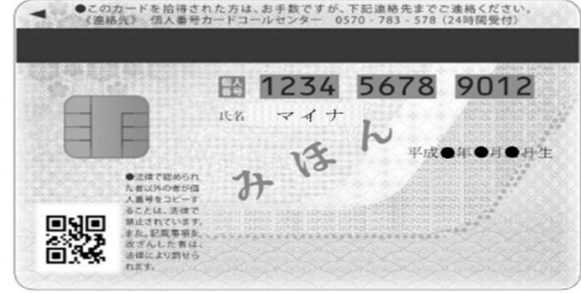 ●このカードを拾得された方は、お手数ですが、下記連絡先までご連絡ください。
《連絡先》 個人番号カードコールセンター 0570-783-578（24時間受付）
個人番号 1234 5678 9012
氏名 マイナ
平成●年●月●日生
みほん
●法律で認められ
た者以外の者が個
人番号をコピーす
ることは、法律で
禁止されています。
また、記載事項を
改ざんした者は、
法律により罰せら
れます。